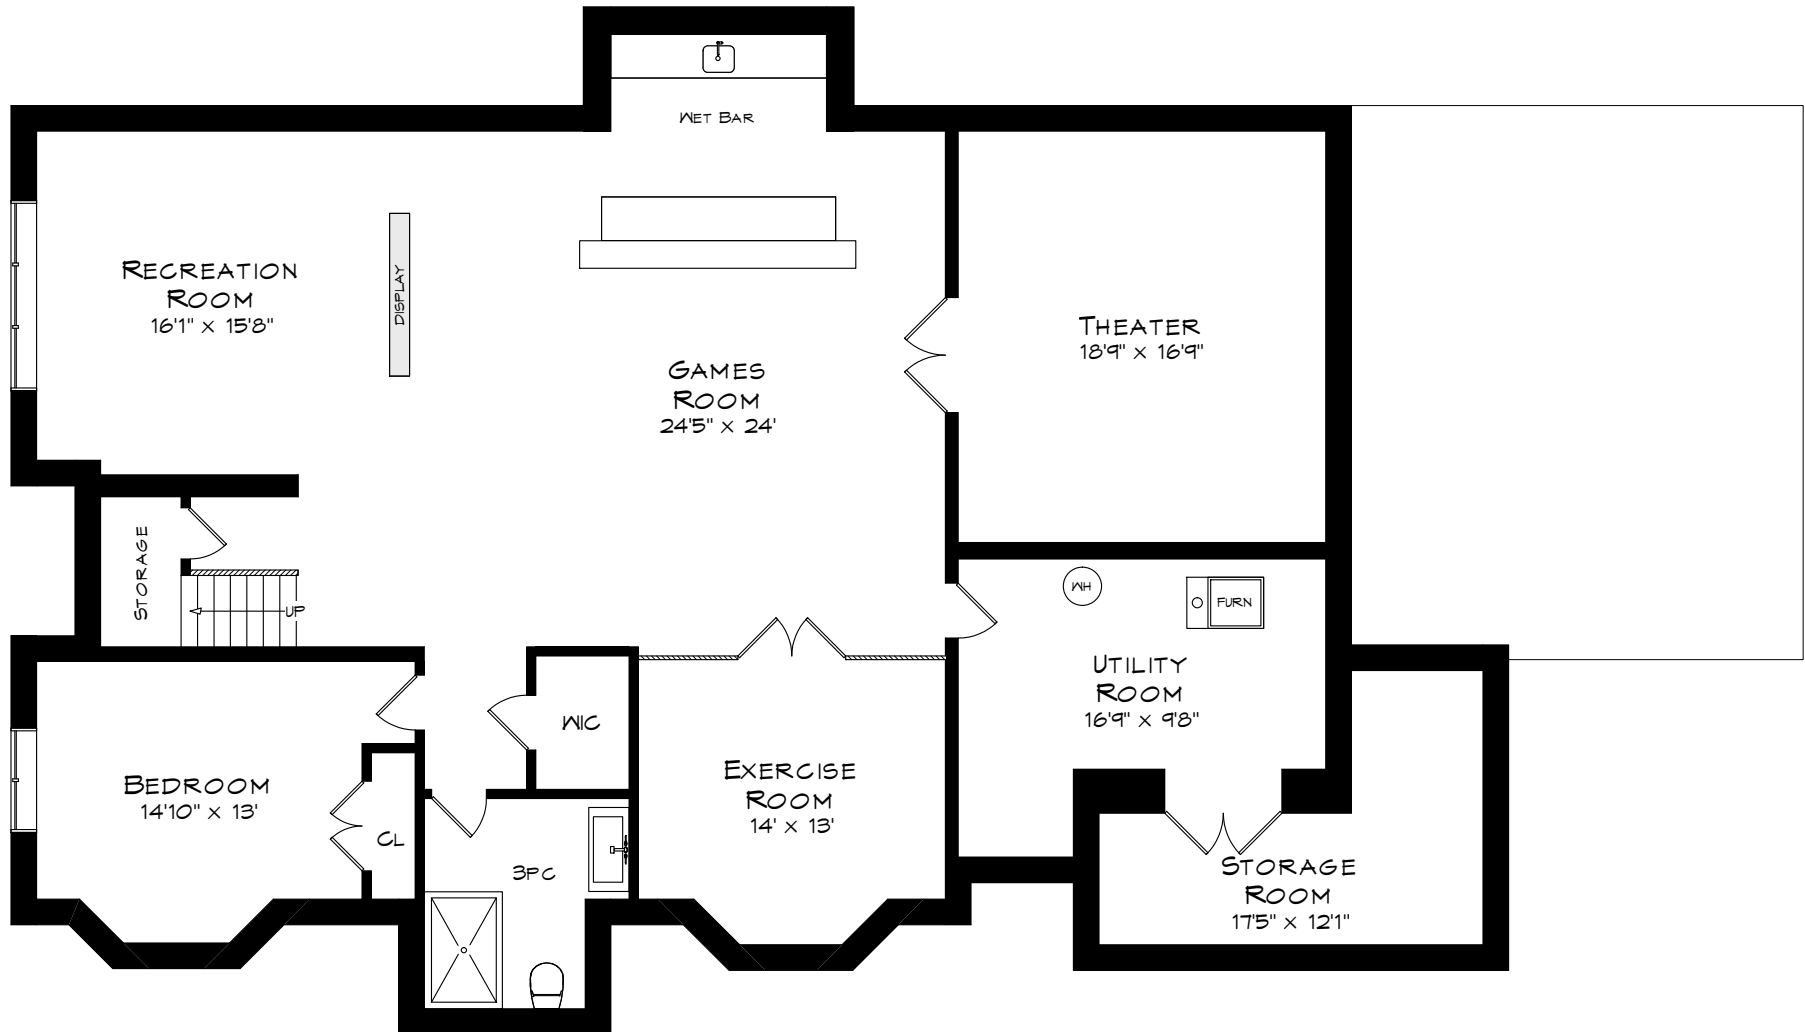 WET BAR
RECREATION
ROOM
16'1" x 15'8"
DISPLAY
GAMES
ROOM
24'5" x 24'
THEATER
18'9" x 16'9"
STORAGE
UP
WH
FURN
UTILITY
ROOM
16'9" x 9'8"
BEDROOM
14'10" x 13'
CL
WIC
3PC
EXERCISE
ROOM
14' x 13'
STORAGE
ROOM
17'5" x 12'1"